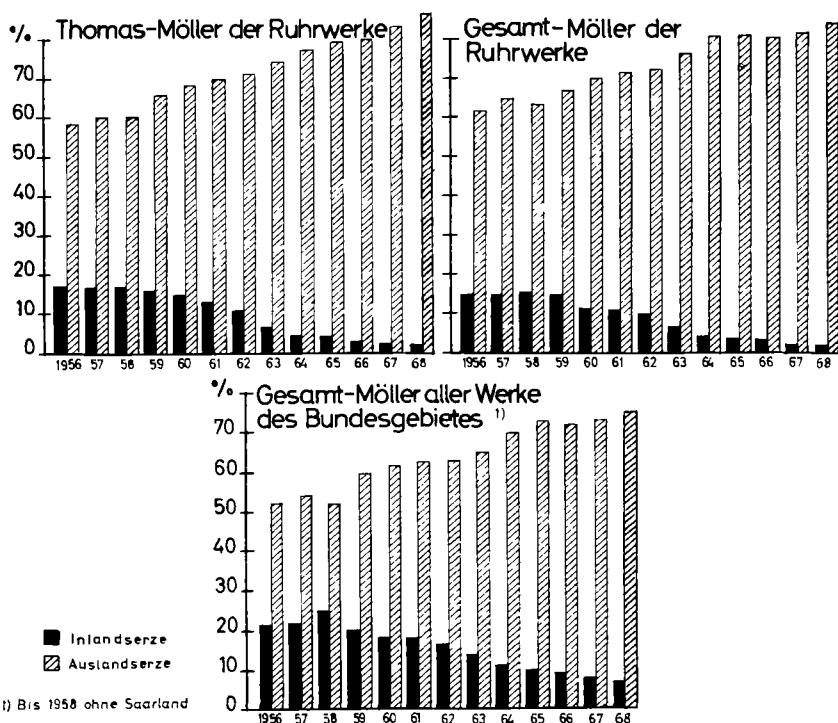 % Thomas-Möller der Ruhrwerke
70
60
50
40
30
20
10
0
1956 57 58 59 60 61 62 63 64 65 66 67 68
Gesamt-Möller der
Ruhrwerke
1956 57 58 59 60 61 62 63 64 65 66 67 68
% Gesamt-Möller aller Werke
des Bundesgebietes 1)
70
60
50
40
30
20
10
0
1956 57 58 59 60 61 62 63 64 65 66 67 68
Inlandserze
Auslandserze
1) Bis 1958 ohne Saarland